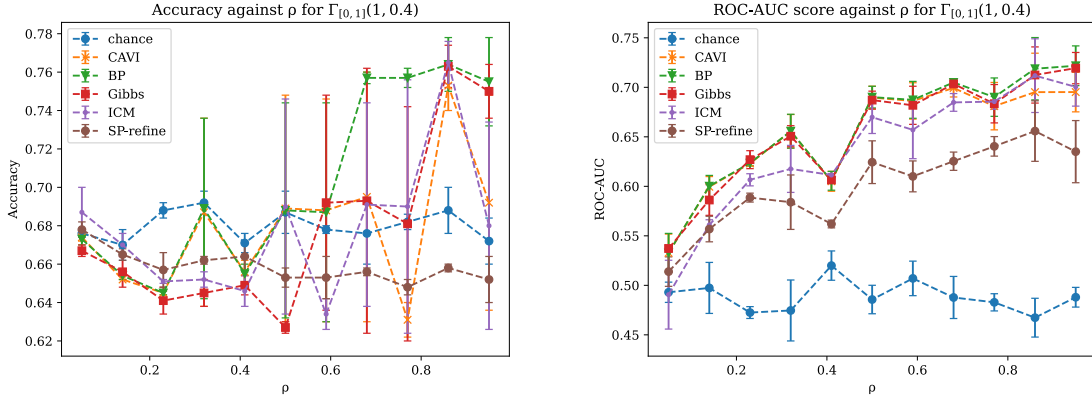 Accuracy against ρ for Γ[0,1](1, 0.4)
0.78
0.76
0.74
0.72
0.70
0.68
0.66
0.64
0.62
Accuracy
chance
CAVI
BP
Gibbs
ICM
SP-refine
0.2
0.4
0.6
0.8
ρ
ROC-AUC score against ρ for Γ[0,1](1, 0.4)
0.75
0.70
0.65
0.60
0.55
0.50
0.45
ROC-AUC
chance
CAVI
BP
Gibbs
ICM
SP-refine
0.2
0.4
0.6
0.8
ρ